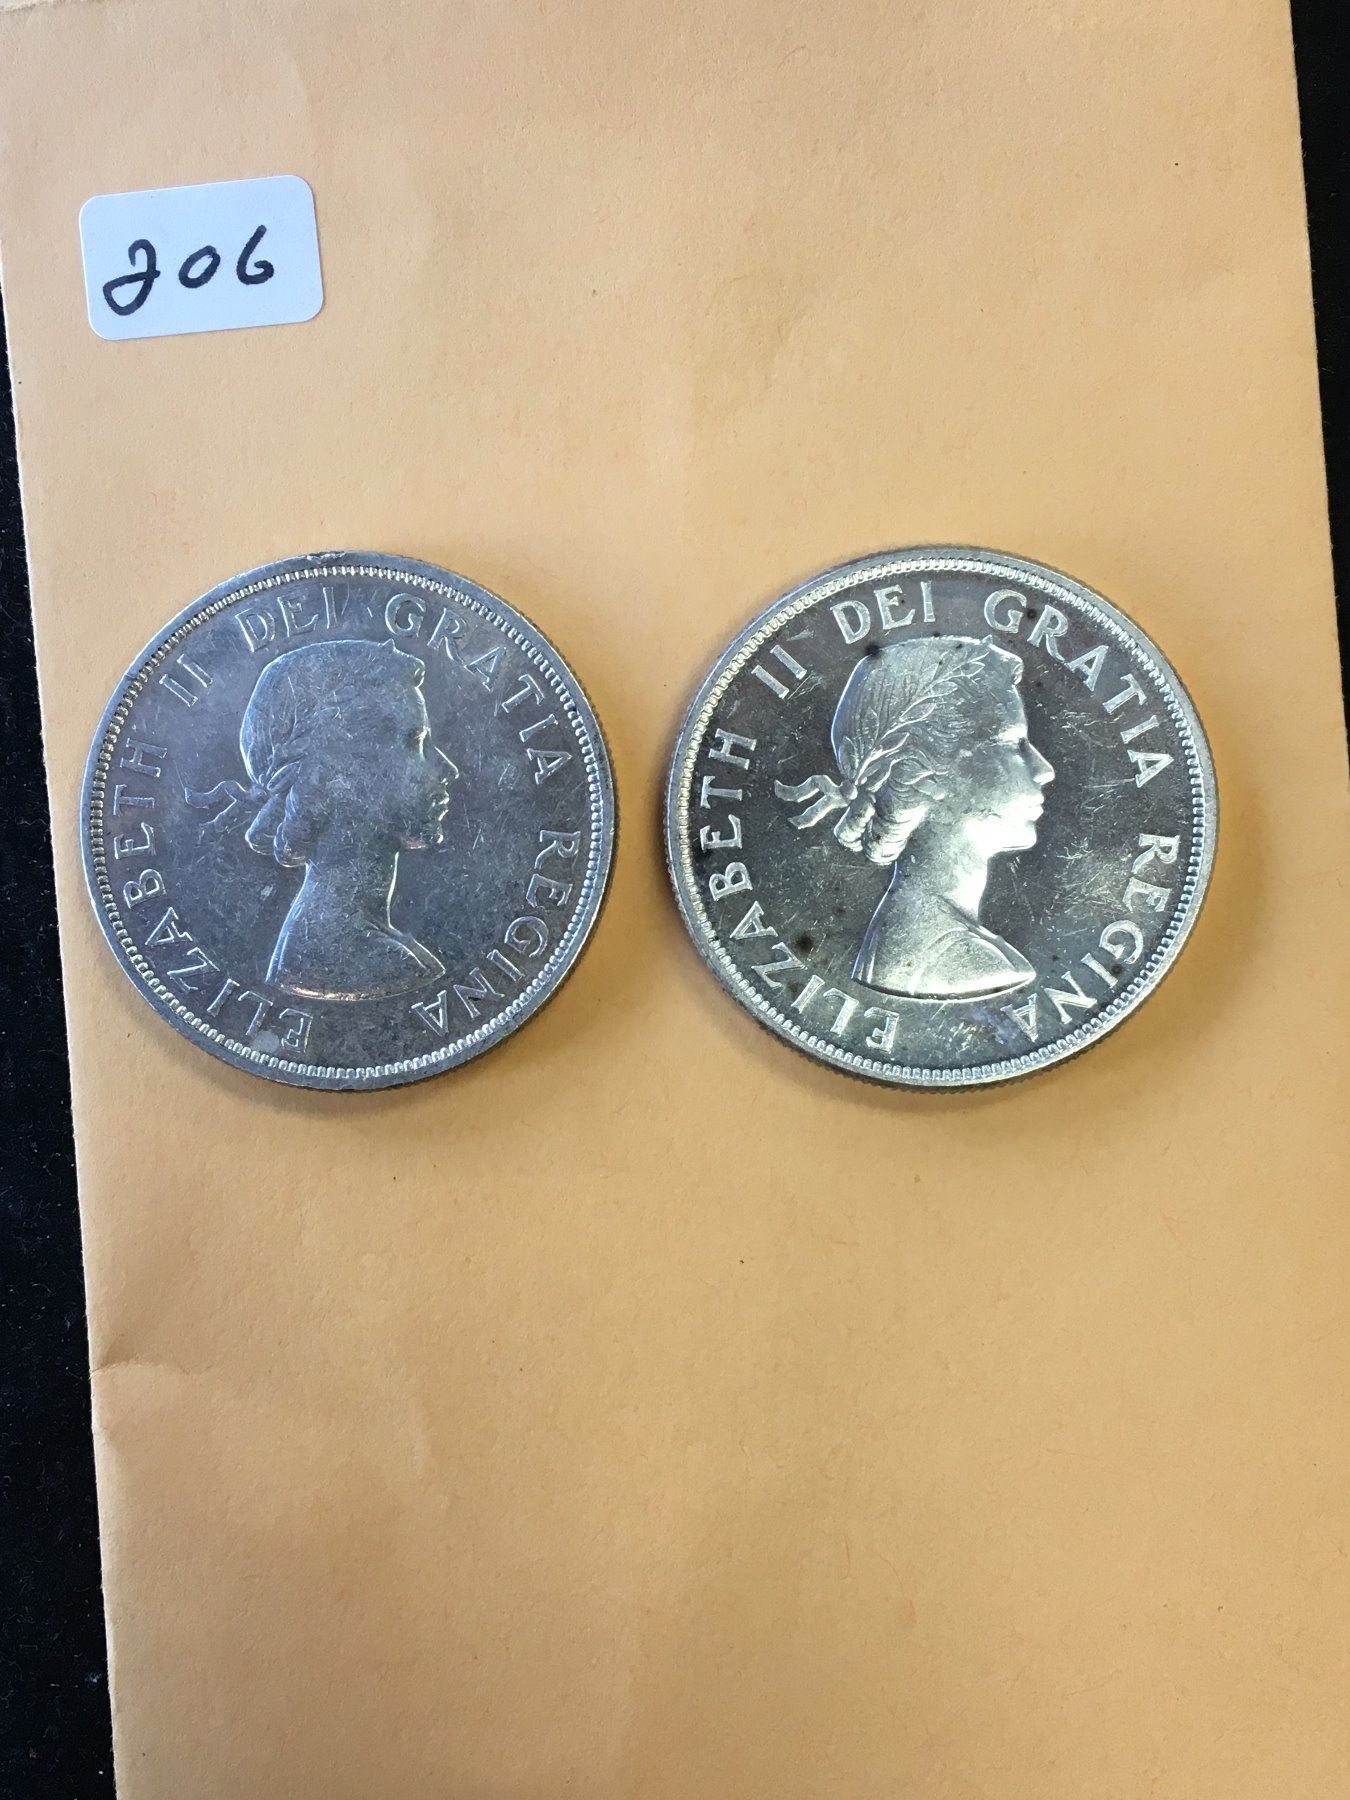 206
ELIZABETH II DEI GRATIA REGINA
ELIZABETH II DEI GRATIA REGINA